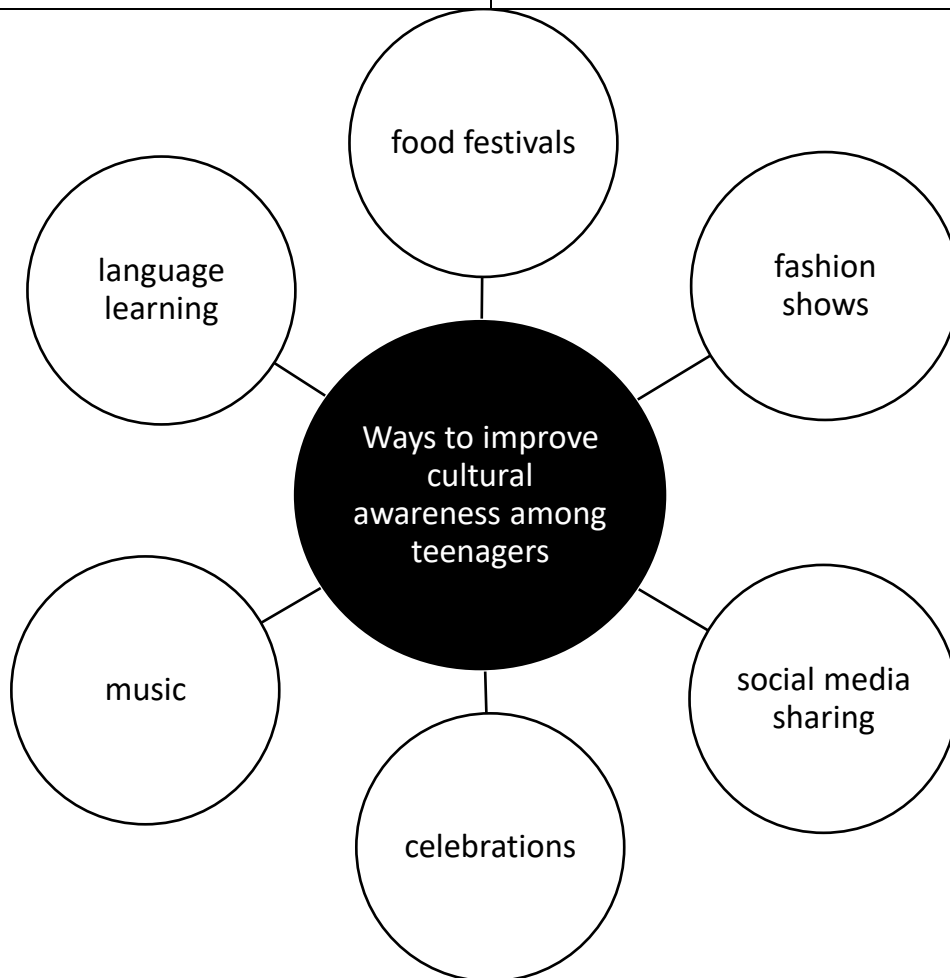 food festivals
language
learning
fashion
shows
Ways to improve
cultural
awareness among
teenagers
music
social media
sharing
celebrations